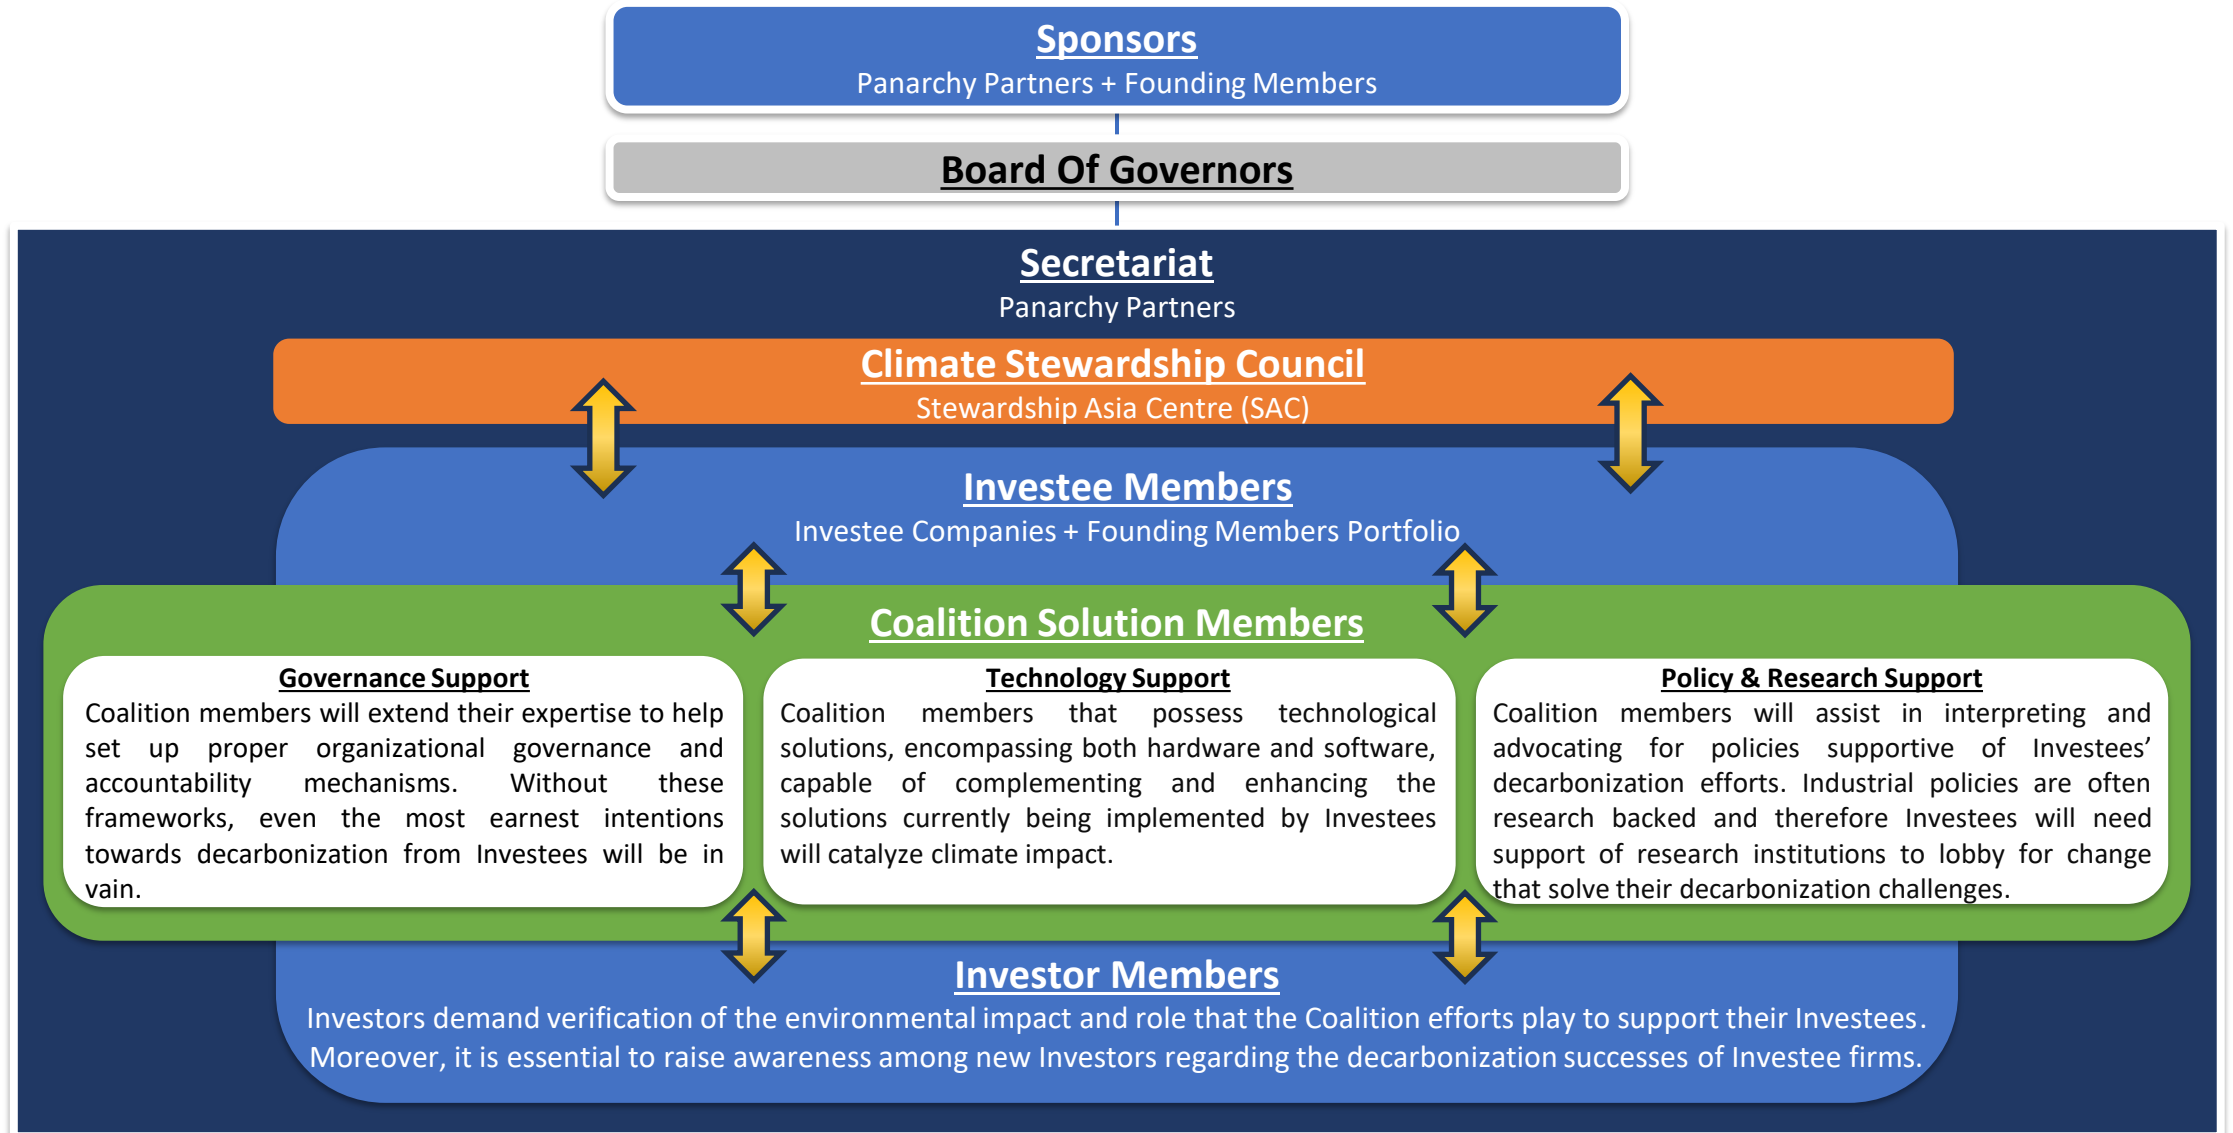 Sponsors
Panarchy Partners + Founding Members
Board Of Governors
Secretariat
Panarchy Partners
Climate Stewardship Council
Stewardship Asia Centre (SAC)
Investee Members
Investee Companies + Founding Members Portfolio
Coalition Solution Members
Governance Support
Coalition members will extend their expertise to help
set up proper organizational governance and
accountability mechanisms. Without these
frameworks, even the most earnest intentions
towards decarbonization from Investees will be in
vain.
Technology Support
Coalition members that possess technological
solutions, encompassing both hardware and software,
capable of complementing and enhancing the
solutions currently being implemented by Investees
will catalyze climate impact.
Policy & Research Support
Coalition members will assist in interpreting and
advocating for policies supportive of Investees’
decarbonization efforts. Industrial policies are often
research backed and therefore Investees will need
support of research institutions to lobby for change
that solve their decarbonization challenges.
Investor Members
Investors demand verification of the environmental impact and role that the Coalition efforts play to support their Investees.
Moreover, it is essential to raise awareness among new Investors regarding the decarbonization successes of Investee firms.